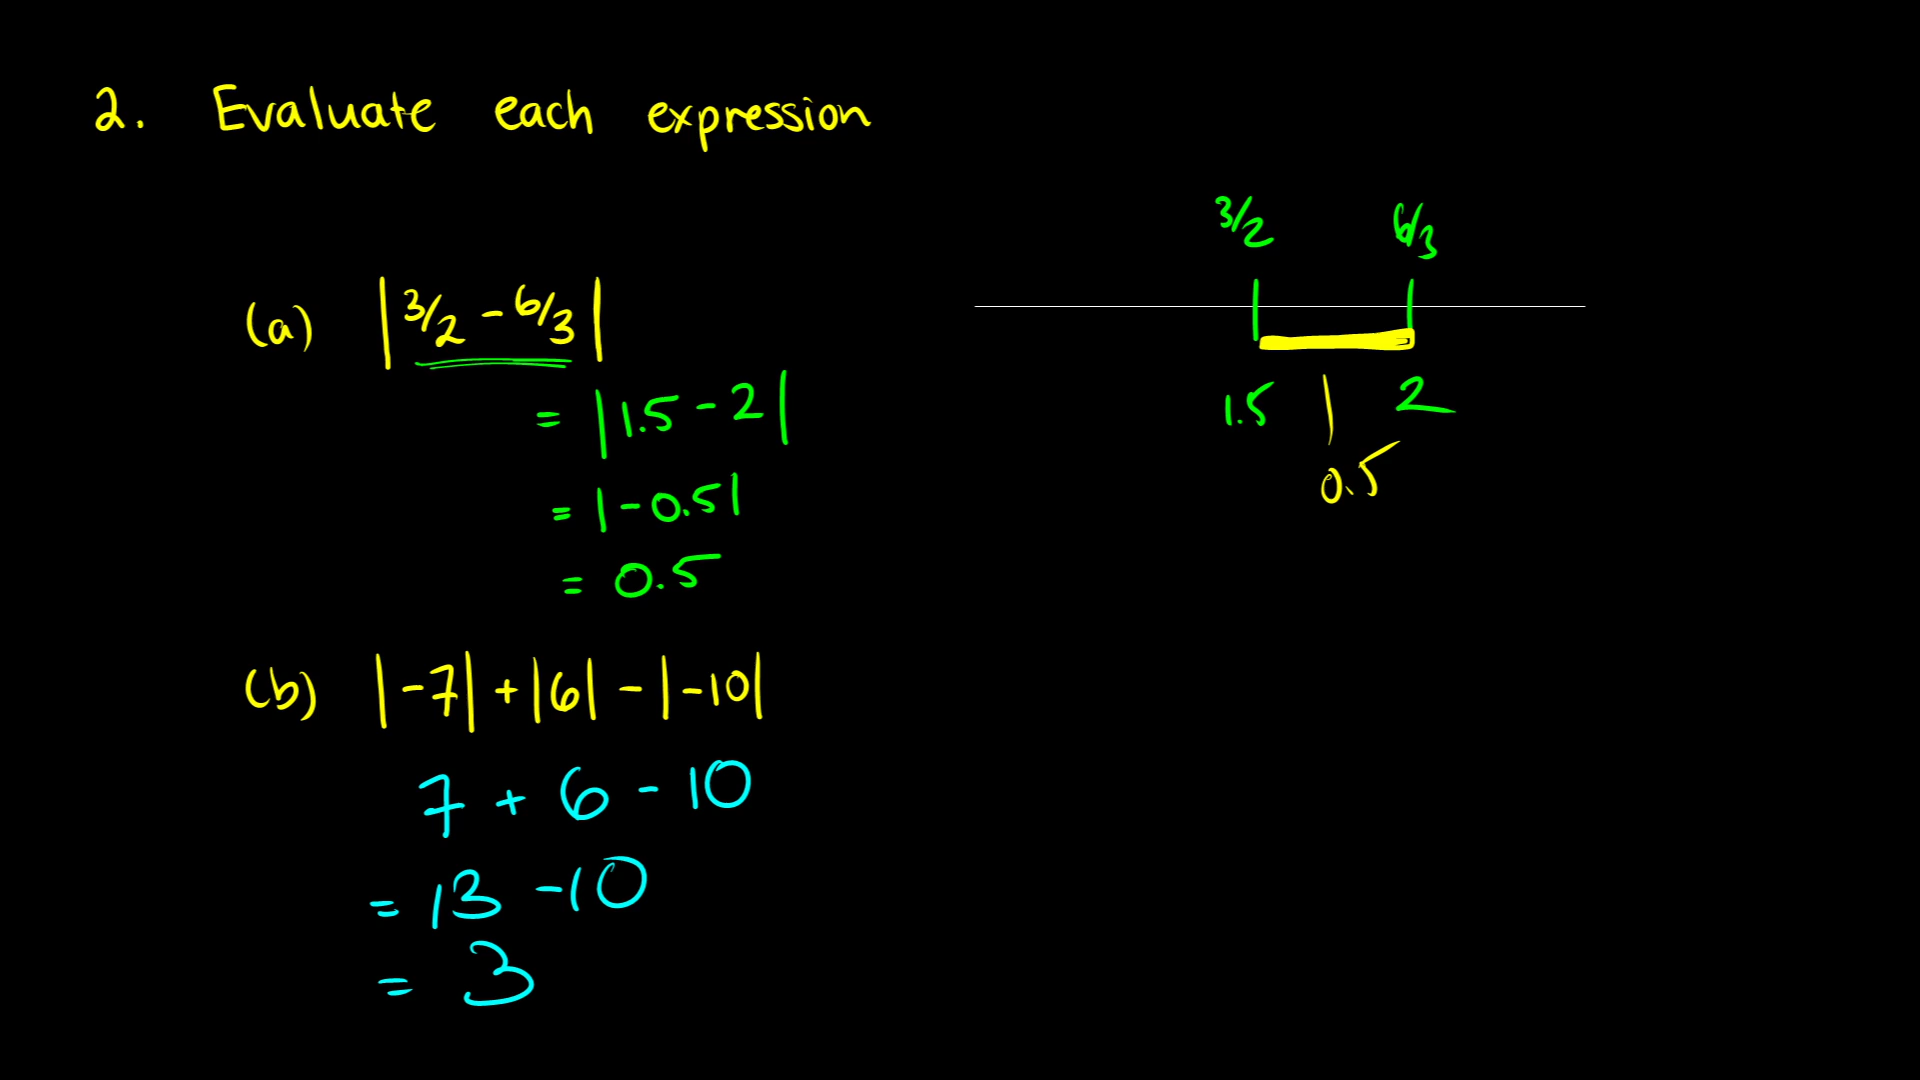 2. Evaluate each expression
(a) |3/2 - 6/3|
= |1.5 - 2|
= |-0.5|
= 0.5
(b) |-7| + |6| - |-10|
7 + 6 - 10
= 13 - 10
= 3
3/2 6/3
1.5 2
0.5